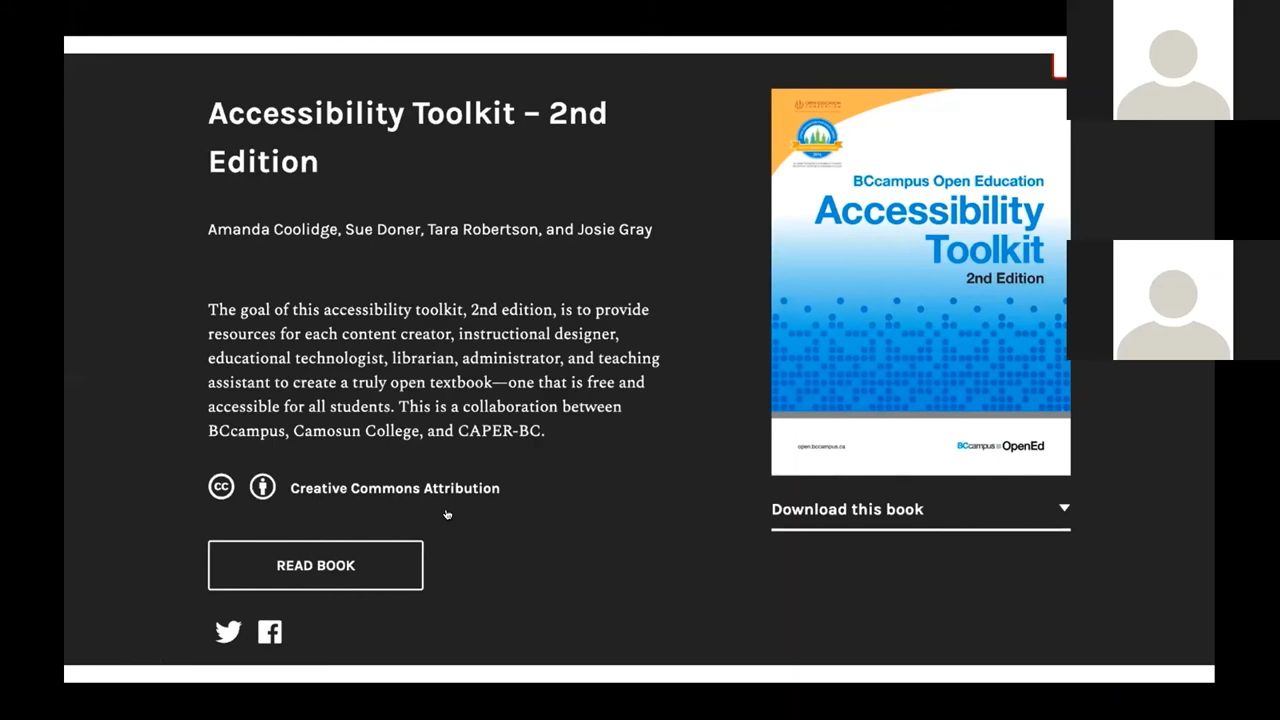 Accessibility Toolkit – 2nd
Edition
Amanda Coolidge, Sue Doner, Tara Robertson, and Josie Gray
The goal of this accessibility toolkit, 2nd edition, is to provide
resources for each content creator, instructional designer,
educational technologist, librarian, administrator, and teaching
assistant to create a truly open textbook—one that is free and
accessible for all students. This is a collaboration between
BCcampus, Camosun College, and CAPER-BC.
cc Creative Commons Attribution
READ BOOK
BCcampus Open Education
Accessibility
Toolkit
2nd Edition
open.bccampus.ca
BCcampus OpenEd
Download this book